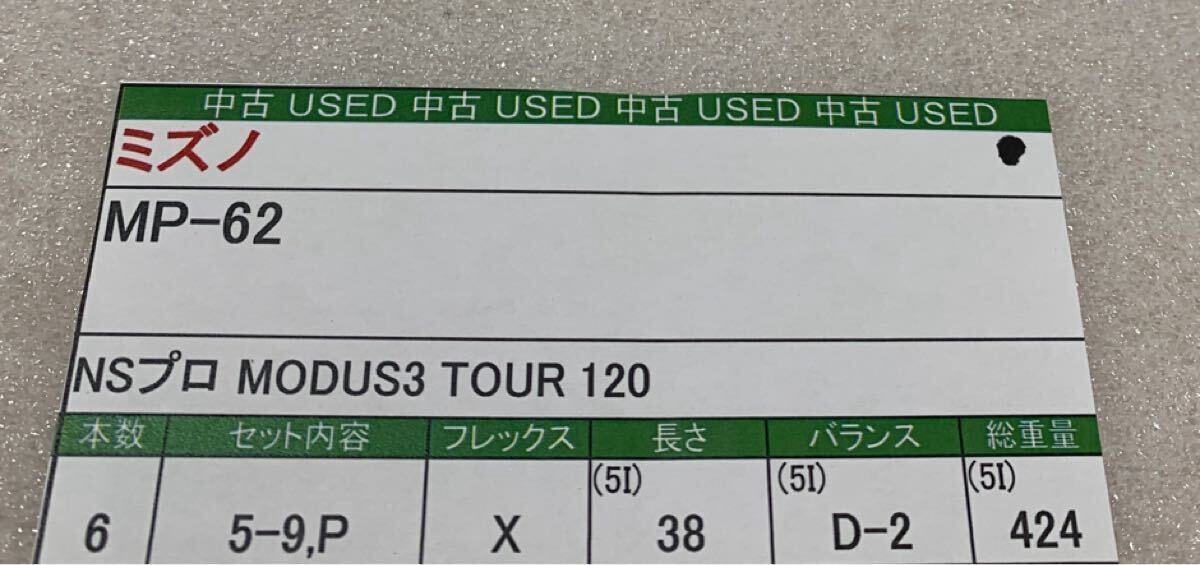 中古 USED 中古 USED 中古 USED 中古 USED
ミズノ
MP-62
NSプロ MODUS3 TOUR 120
本数 セット内容 フレックス 長さ バランス 総重量
(5I) (5I) (5I)
6 5-9,P X 38 D-2 424